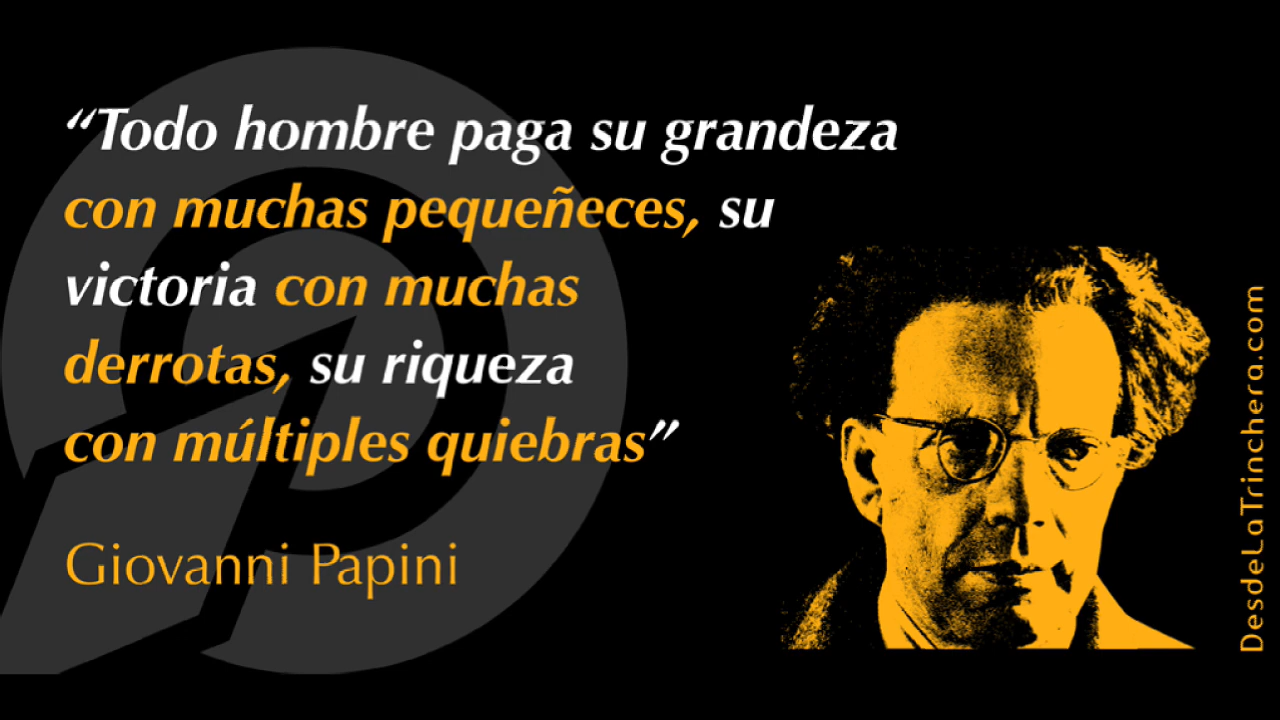 “Todo hombre paga su grandeza
con muchas pequeñeces, su
victoria con muchas
derrotas, su riqueza
con múltiples quiebras”
Giovanni Papini
DesdeLaTrinchera.com